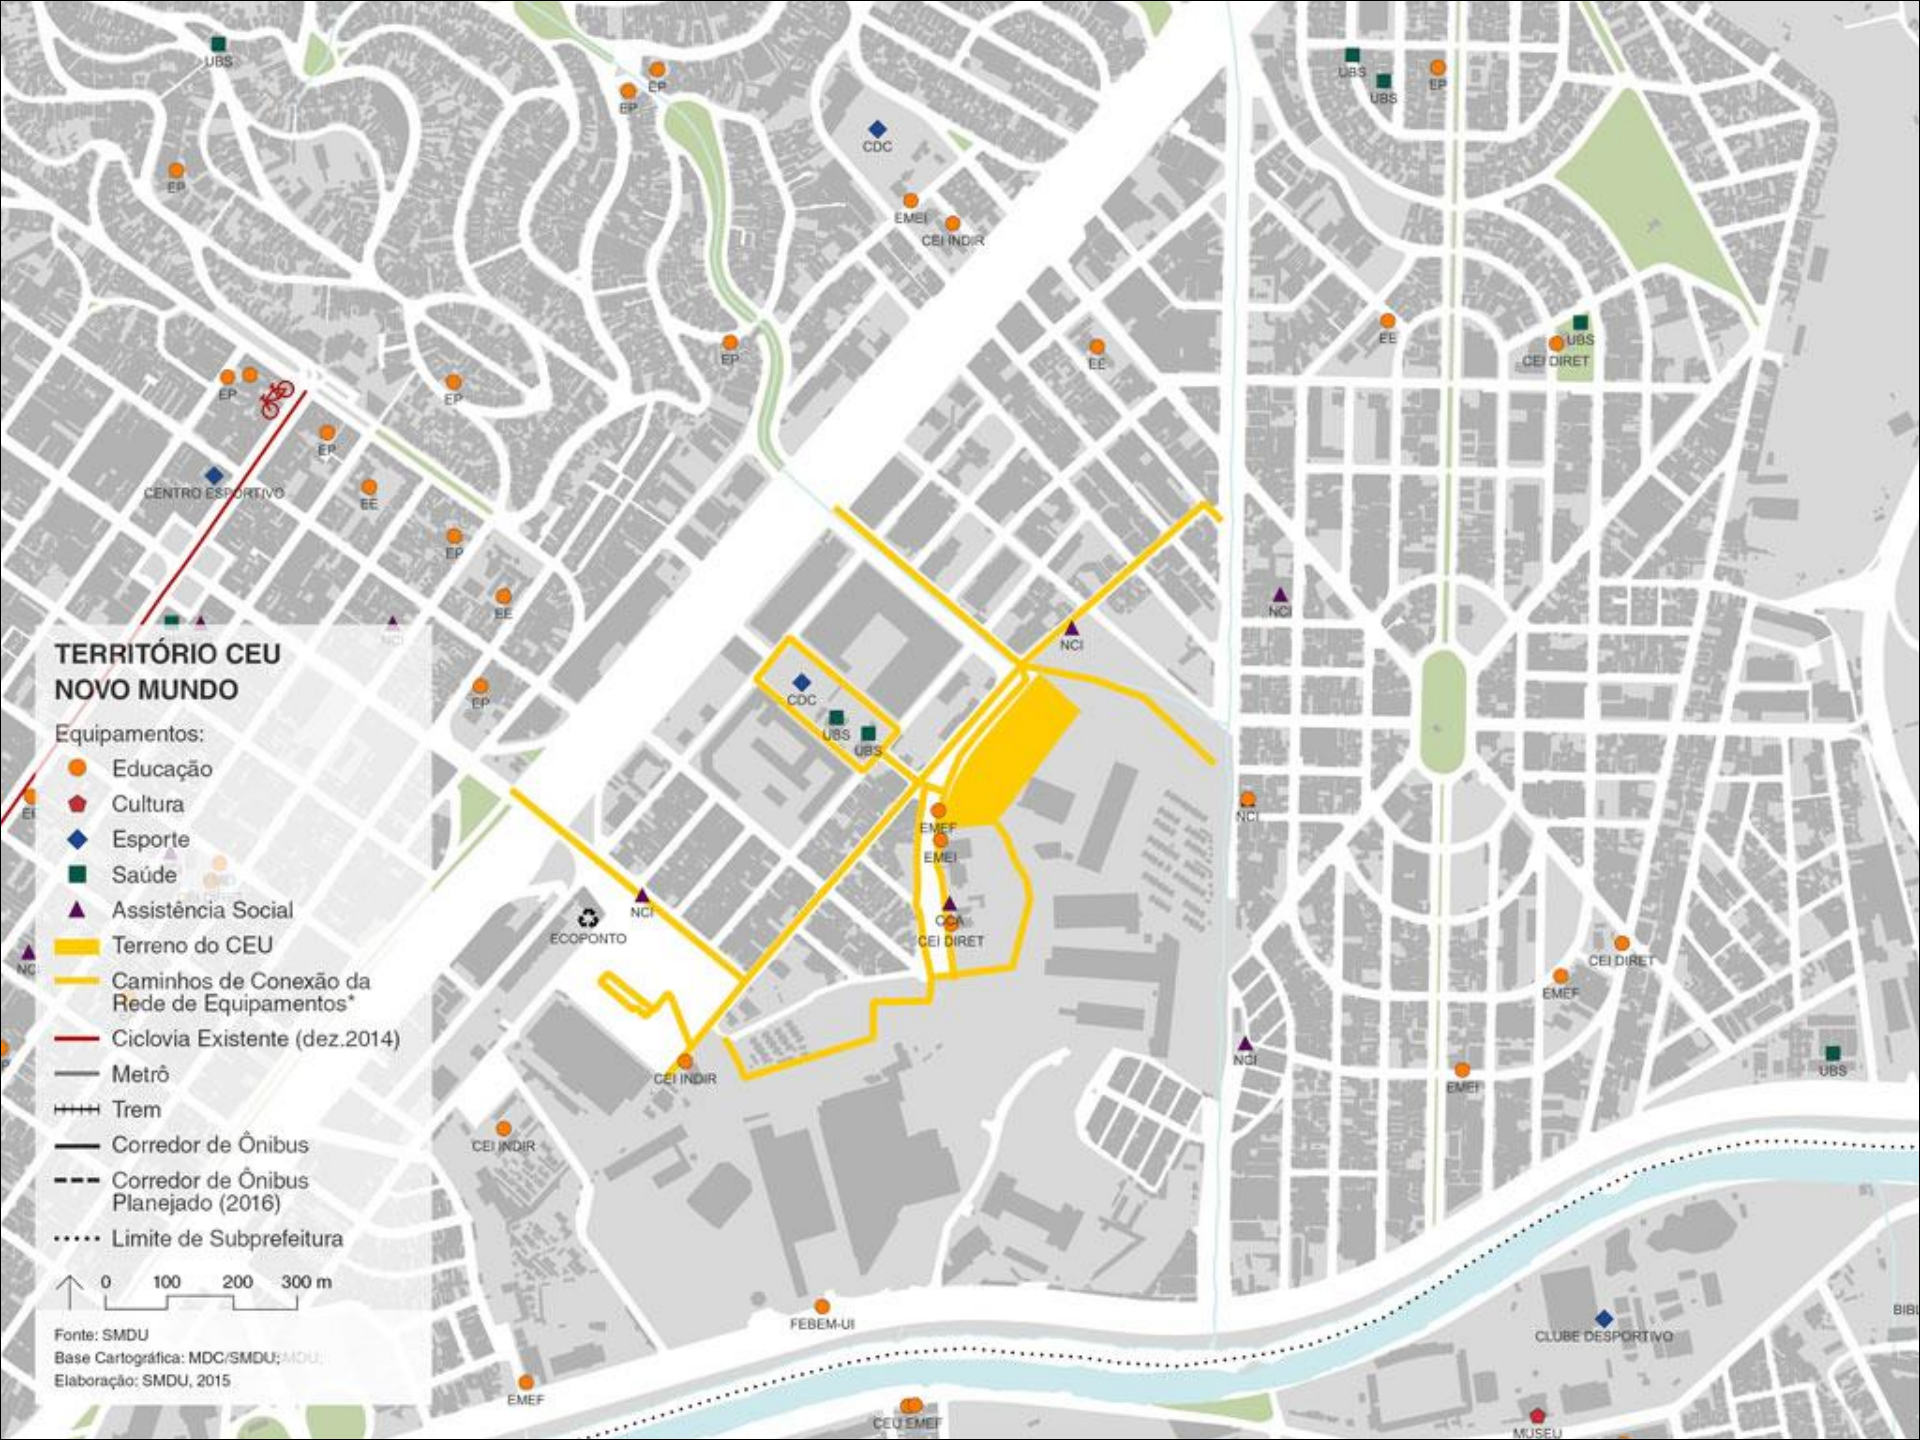 UBS
EP
EP
EP
CDC
EMEI
CEI INDIR
UBS
UBS
EP
EE
UBS
CEI DIRET
EE
EP
EP
EP
EP
CENTRO ESPORTIVO
EE
EP
EE
EP
NCI
NCI
CDC
UBS
UBS
NCI
EMEF
EMEI
CCA
CEI DIRET
NCI
ECOPONTO
CEI INDIR
CEI INDIR
CEI DIRET
EMEF
NCI
EMEI
UBS
FEBEM-UI
EMEF
CEU EMEF
CLUBE DESPORTIVO
MUSEU
TERRITÓRIO CEU
NOVO MUNDO
Equipamentos:
Educação
Cultura
Esporte
Saúde
Assistência Social
Terreno do CEU
Caminhos de Conexão da
Rede de Equipamentos*
Ciclovia Existente (dez.2014)
Metrô
Trem
Corredor de Ônibus
Corredor de Ônibus
Planejado (2016)
Limite de Subprefeitura
0 100 200 300 m
Fonte: SMDU
Base Cartográfica: MDC/SMDU;
Elaboração: SMDU, 2015